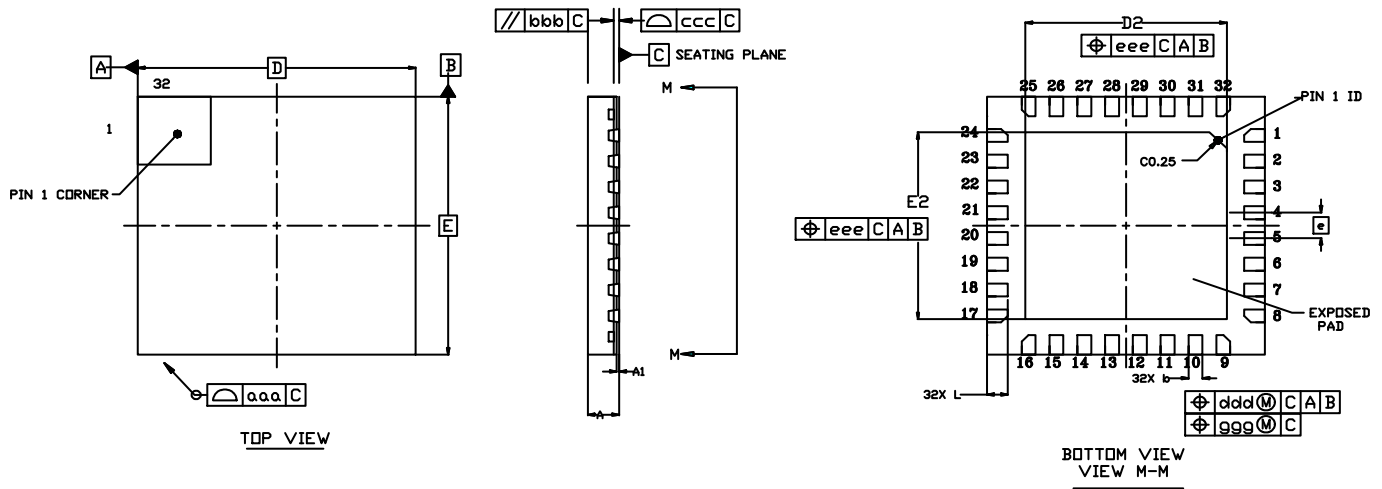 A
D
B
32
1
PIN 1 CORNER
E
aaa C
TOP VIEW
// bbb C
ccc C
C SEATING PLANE
M
M
A1
A
D2
eee C A B
25 26 27 28 29 30 31 32
PIN 1 ID
C0.25
24
23
22
21
20
19
18
17
E2
eee C A B
1
2
3
4
5
6
7
8
e
EXPOSED
PAD
16 15 14 13 12 11 10 9
32X b
32X L
⌖ ddd Ⓜ C A B
⌖ ggg Ⓜ C
BOTTOM VIEW
VIEW M-M